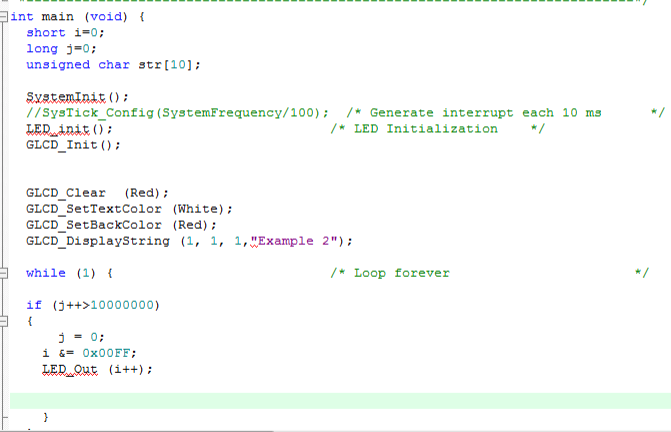 int main (void) {
short i=0;
long j=0;
unsigned char str[10];
SystemInit();
//SysTick_Config(SystemFrequency/100);  /* Generate interrupt each 10 ms */
LED_init(); /* LED Initialization */
GLCD_Init();
GLCD_Clear  (Red);
GLCD_SetTextColor (White);
GLCD_SetBackColor (Red);
GLCD_DisplayString (1, 1, 1,"Example 2");
while (1) { /* Loop forever */
if (j++>10000000)
{
j = 0;
i &= 0x00FF;
LED_Out (i++);
}